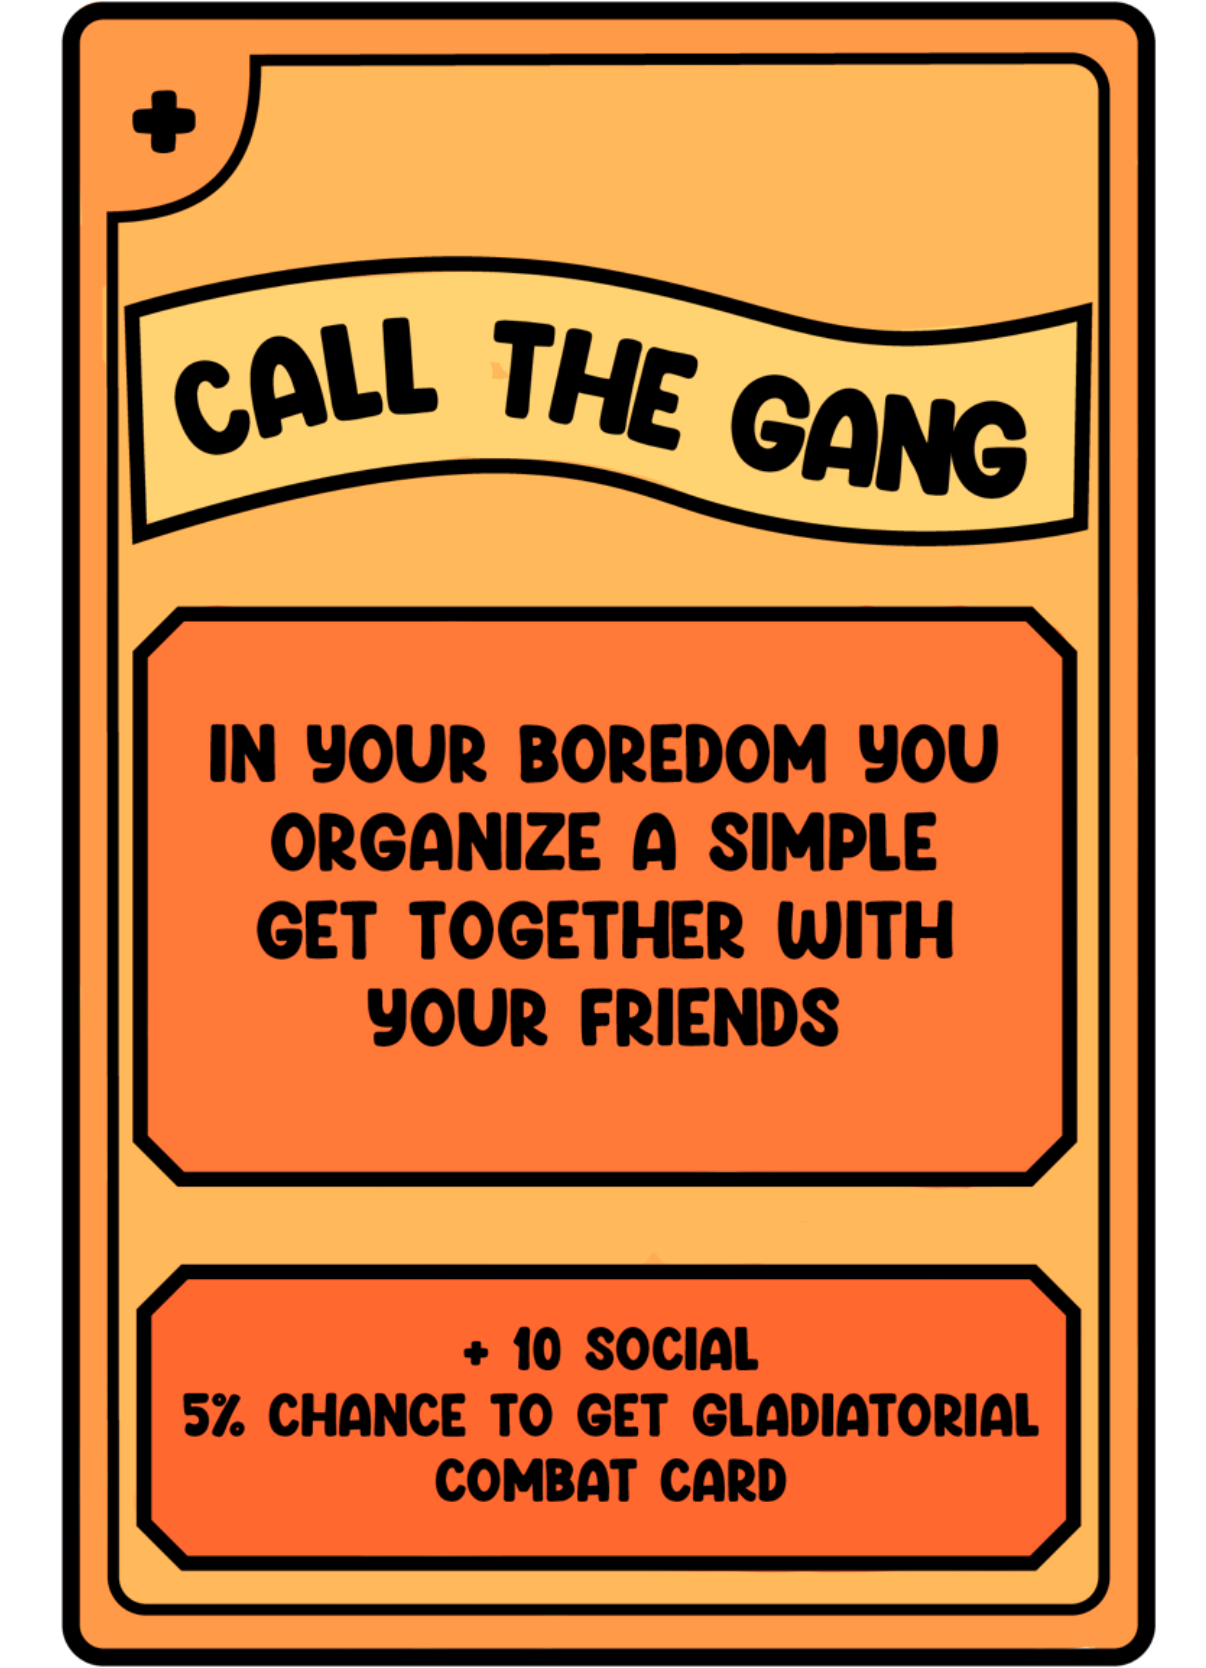 +
CALL THE GANG
IN YOUR BOREDOM YOU
ORGANIZE A SIMPLE
GET TOGETHER WITH
YOUR FRIENDS
+ 10 SOCIAL
5% CHANCE TO GET GLADIATORIAL
COMBAT CARD